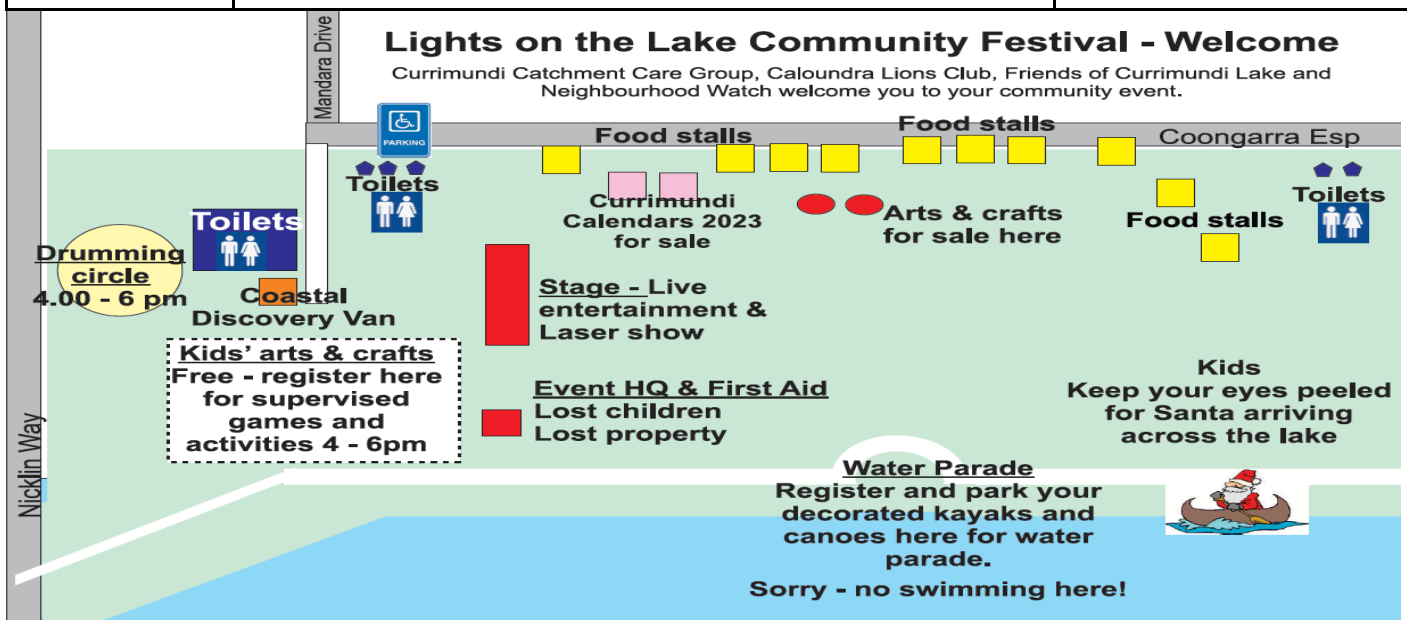 Lights on the Lake Community Festival - Welcome
Currimundi Catchment Care Group, Caloundra Lions Club, Friends of Currimundi Lake and
Neighbourhood Watch welcome you to your community event.
Mandara Drive
PARKING
Food stalls
Food stalls
Coongarra Esp
Toilets
Toilets
Currimundi
Calendars 2023
for sale
Arts & crafts
for sale here
Food stalls
Toilets
Drumming
circle
4.00 - 6 pm
Coastal
Discovery Van
Stage - Live
entertainment &
Laser show
Kids' arts & crafts
Free - register here
for supervised
games and
activities 4 - 6pm
Event HQ & First Aid
Lost children
Lost property
Kids
Keep your eyes peeled
for Santa arriving
across the lake
Nicklin Way
Water Parade
Register and park your
decorated kayaks and
canoes here for water
parade.
Sorry - no swimming here!